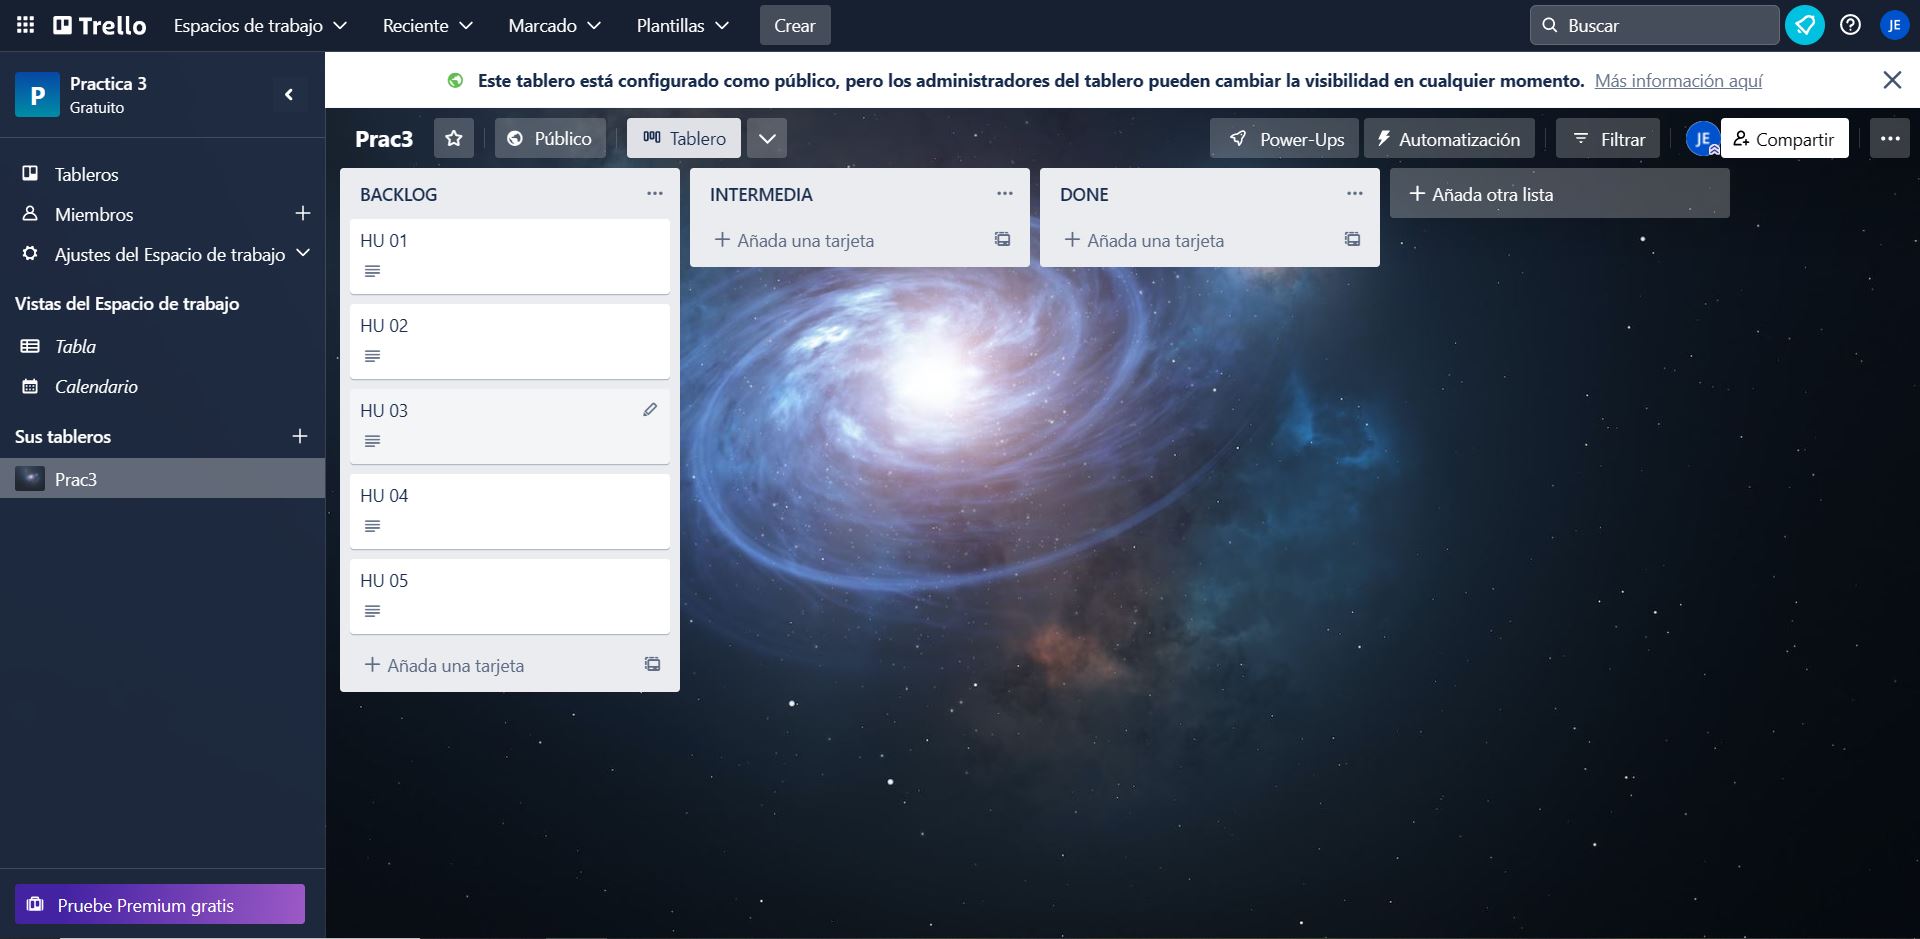 Trello
Espacios de trabajo
Reciente
Marcado
Plantillas
Crear
Buscar
JE
P
Practica 3
Gratuito
Este tablero está configurado como público, pero los administradores del tablero pueden cambiar la visibilidad en cualquier momento. Más información aquí
Prac3
Público
Tablero
Power-Ups
Automatización
Filtrar
JE
Compartir
Tableros
Miembros
Ajustes del Espacio de trabajo
Vistas del Espacio de trabajo
Tabla
Calendario
Sus tableros
Prac3
Pruebe Premium gratis
BACKLOG
HU 01
HU 02
HU 03
HU 04
HU 05
Añada una tarjeta
INTERMEDIA
Añada una tarjeta
DONE
Añada una tarjeta
Añada otra lista